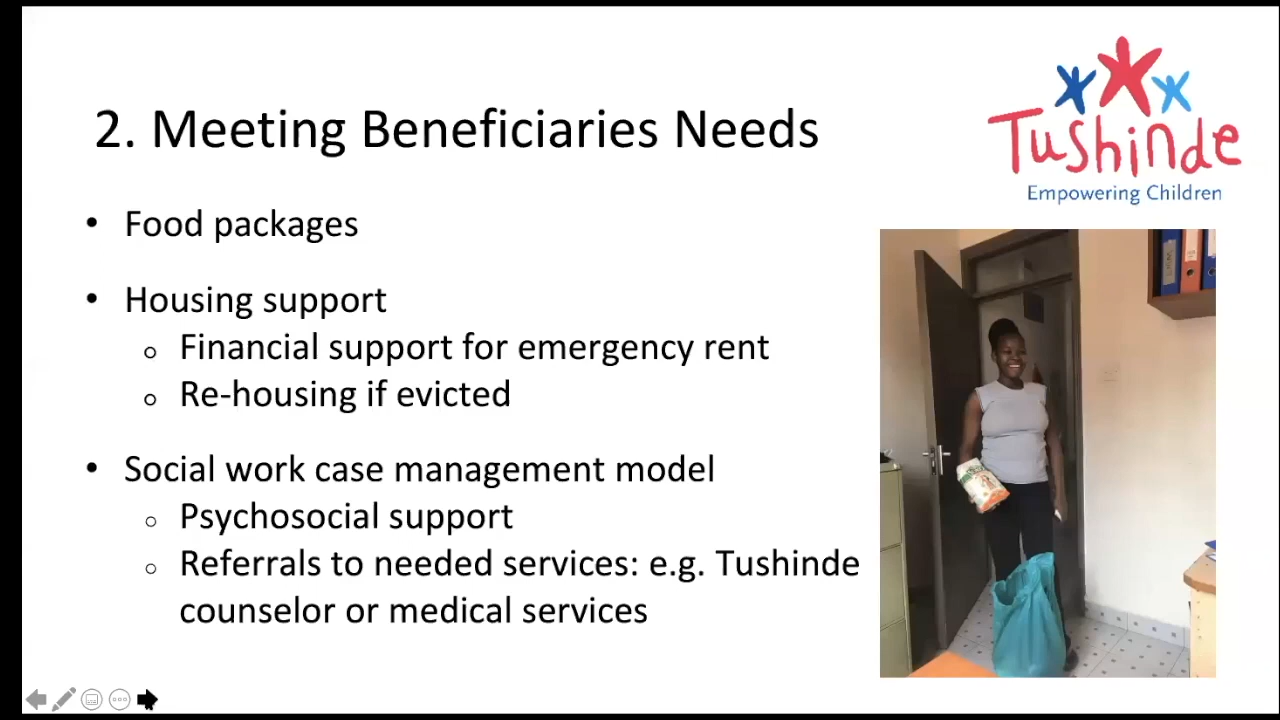 2. Meeting Beneficiaries Needs
Tushinde
Empowering Children
• Food packages
• Housing support
○ Financial support for emergency rent
○ Re-housing if evicted
• Social work case management model
○ Psychosocial support
○ Referrals to needed services: e.g. Tushinde
counselor or medical services